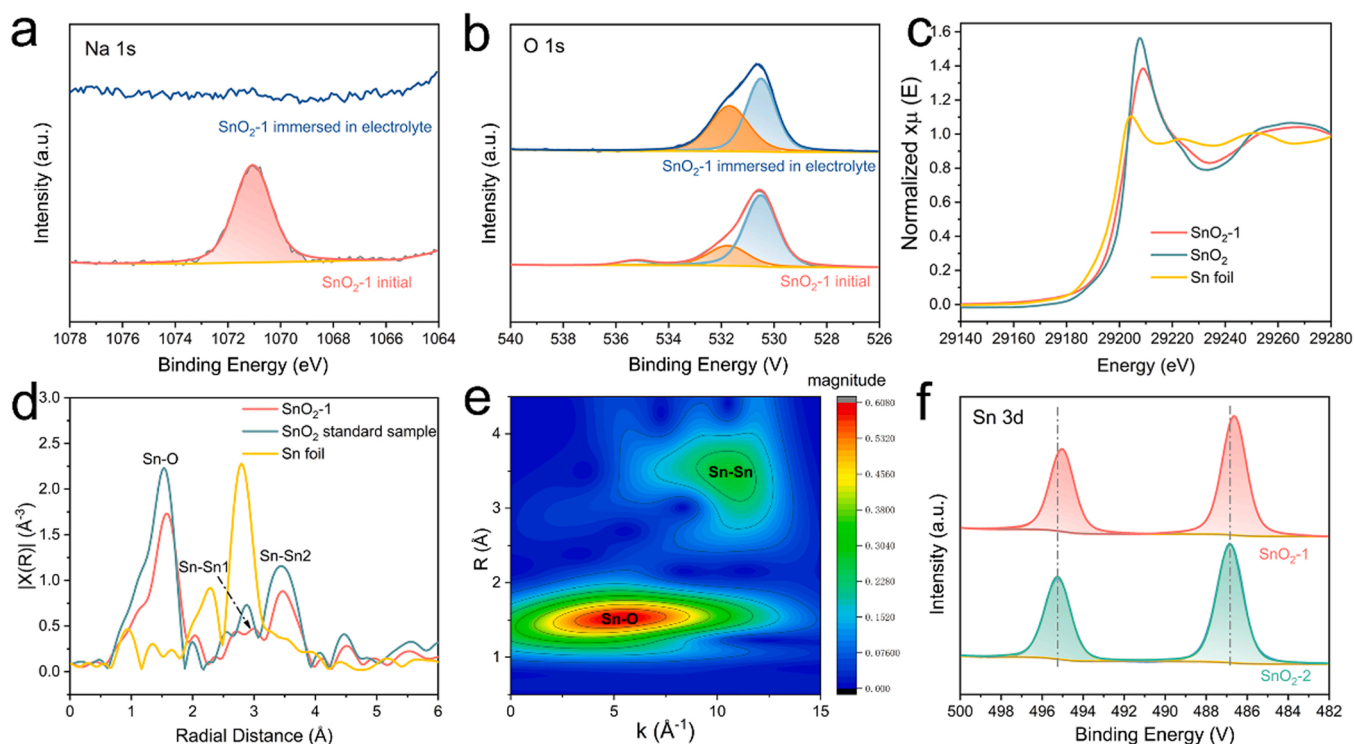 a
Na 1s
SnO₂-1 immersed in electrolyte
SnO₂-1 initial
Intensity (a.u.)
1078 1076 1074 1072 1070 1068 1066 1064
Binding Energy (eV)
b
O 1s
SnO₂-1 immersed in electrolyte
SnO₂-1 initial
Intensity (a.u.)
540 538 536 534 532 530 528 526
Binding Energy (V)
c
1.6
1.4
1.2
1.0
0.8
0.6
0.4
0.2
0.0
Normalized xμ (E)
SnO₂-1
SnO₂
Sn foil
29140 29160 29180 29200 29220 29240 29260 29280
Energy (eV)
d
3.0
2.5
2.0
1.5
1.0
0.5
0.0
|X(R)| (Å⁻³)
SnO₂-1
SnO₂ standard sample
Sn foil
Sn-O
Sn-Sn1
Sn-Sn2
0 1 2 3 4 5 6
Radial Distance (Å)
e
4
3
2
1
R (Å)
Sn-Sn
Sn-O
0 5 10 15
k (Å⁻¹)
magnitude
0.6080
0.5320
0.4560
0.3800
0.3040
0.2280
0.1520
0.07600
0.000
f
Sn 3d
SnO₂-1
SnO₂-2
Intensity (a.u.)
500 498 496 494 492 490 488 486 484 482
Binding Energy (V)